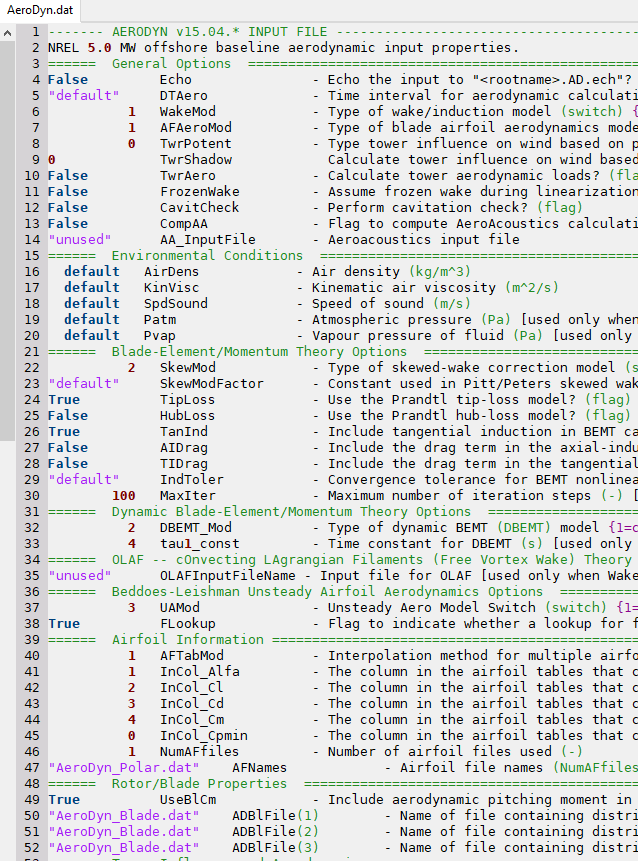 AeroDyn.dat
1 ------- AERODYN v15.04.* INPUT FILE ------------------------------------------
2 NREL 5.0 MW offshore baseline aerodynamic input properties.
3 ====== General Options =================================================
4 False Echo - Echo the input to "<rootname>.AD.ech"?
5 "default" DTAero - Time interval for aerodynamic calculati
6 1 WakeMod - Type of wake/induction model (switch) {
7 1 AFAeroMod - Type of blade airfoil aerodynamics mode
8 0 TwrPotent - Type tower influence on wind based on p
9 0 TwrShadow Calculate tower influence on wind based
10 False TwrAero - Calculate tower aerodynamic loads? (fla
11 False FrozenWake - Assume frozen wake during linearization
12 False CavitCheck - Perform cavitation check? (flag)
13 False CompAA - Flag to compute AeroAcoustics calculati
14 "unused" AA_InputFile - Aeroacoustics input file
15 ====== Environmental Conditions ========================================
16 default AirDens - Air density (kg/m^3)
17 default KinVisc - Kinematic air viscosity (m^2/s)
18 default SpdSound - Speed of sound (m/s)
19 default Patm - Atmospheric pressure (Pa) [used only when
20 default Pvap - Vapour pressure of fluid (Pa) [used only
21 ====== Blade-Element/Momentum Theory Options ===========================
22 2 SkewMod - Type of skewed-wake correction model (s
23 "default" SkewModFactor - Constant used in Pitt/Peters skewed wak
24 True TipLoss - Use the Prandtl tip-loss model? (flag)
25 False HubLoss - Use the Prandtl hub-loss model? (flag)
26 True TanInd - Include tangential induction in BEMT ca
27 False AIDrag - Include the drag term in the axial-indu
28 False TIDrag - Include the drag term in the tangential
29 "default" IndToler - Convergence tolerance for BEMT nonlinea
30 100 MaxIter - Maximum number of iteration steps (-) [
31 ====== Dynamic Blade-Element/Momentum Theory Options ===================
32 2 DBEMT_Mod - Type of dynamic BEMT (DBEMT) model {1=c
33 4 tau1_const - Time constant for DBEMT (s) [used only
34 ====== OLAF -- cOnvecting LAgrangian Filaments (Free Vortex Wake) Theory
35 "unused" OLAFInputFileName - Input file for OLAF [used only when Wake
36 ====== Beddoes-Leishman Unsteady Airfoil Aerodynamics Options ==========
37 3 UAMod - Unsteady Aero Model Switch (switch) {1=
38 True FLookup - Flag to indicate whether a lookup for f
39 ====== Airfoil Information ==============================================
40 1 AFTabMod - Interpolation method for multiple airfo
41 1 InCol_Alfa - The column in the airfoil tables that c
42 2 InCol_Cl - The column in the airfoil tables that c
43 3 InCol_Cd - The column in the airfoil tables that c
44 4 InCol_Cm - The column in the airfoil tables that c
45 0 InCol_Cpmin - The column in the airfoil tables that c
46 1 NumAFfiles - Number of airfoil files used (-)
47 "AeroDyn_Polar.dat" AFNames - Airfoil file names (NumAFfiles
48 ====== Rotor/Blade Properties ==========================================
49 True UseBlCm - Include aerodynamic pitching moment in
50 "AeroDyn_Blade.dat" ADBlFile(1) - Name of file containing distri
51 "AeroDyn_Blade.dat" ADBlFile(2) - Name of file containing distri
52 "AeroDyn_Blade.dat" ADBlFile(3) - Name of file containing distri